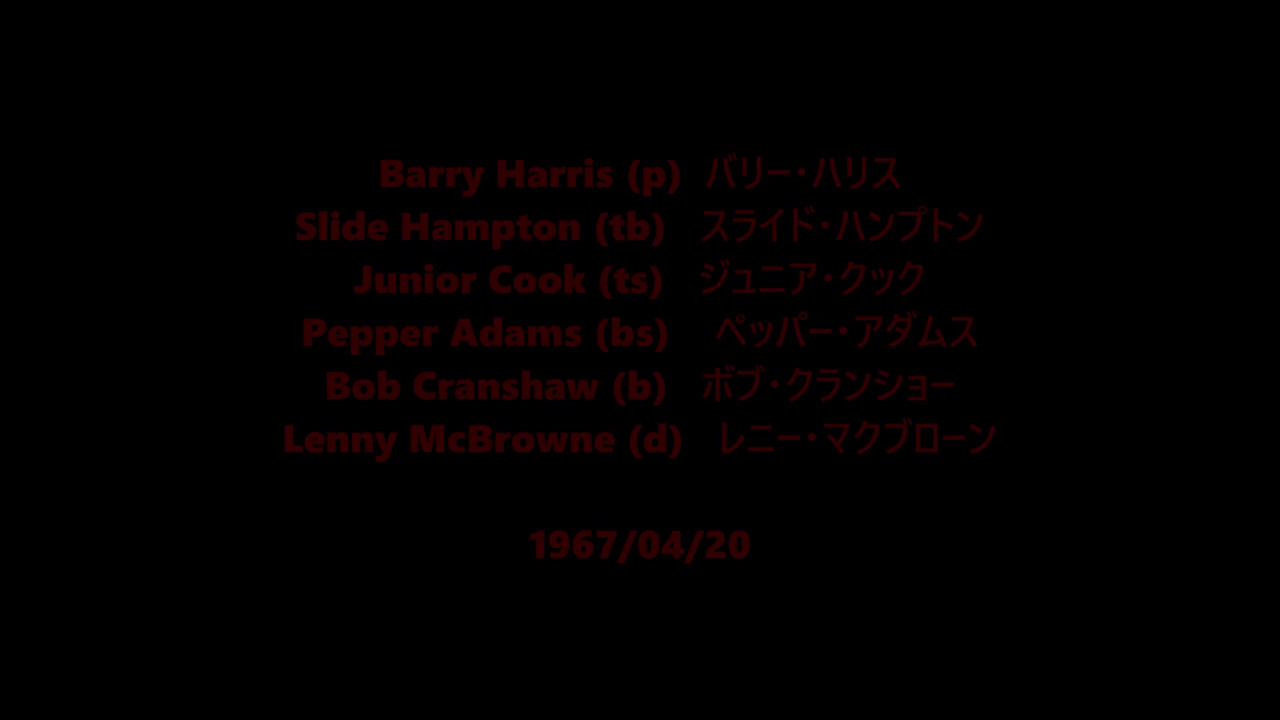 Barry Harris (p) バリー・ハリス
Slide Hampton (tb) スライド・ハンプトン
Junior Cook (ts) ジュニア・クック
Pepper Adams (bs) ペッパー・アダムス
Bob Cranshaw (b) ボブ・クランショー
Lenny McBrowne (d) レニー・マクブローン
1967/04/20